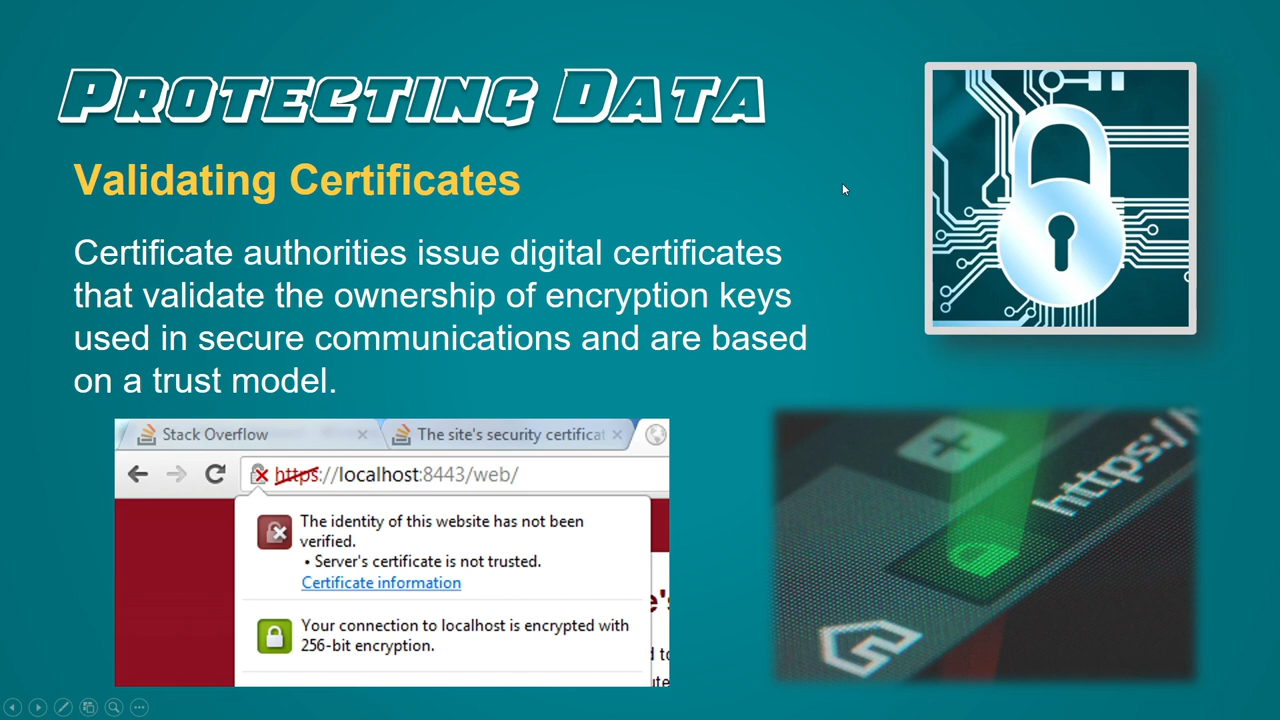 Protecting Data
Validating Certificates
Certificate authorities issue digital certificates
that validate the ownership of encryption keys
used in secure communications and are based
on a trust model.
Stack Overflow
The site's security certificat
https://localhost:8443/web/
The identity of this website has not been
verified.
• Server's certificate is not trusted.
Certificate information
Your connection to localhost is encrypted with
256-bit encryption.
https://